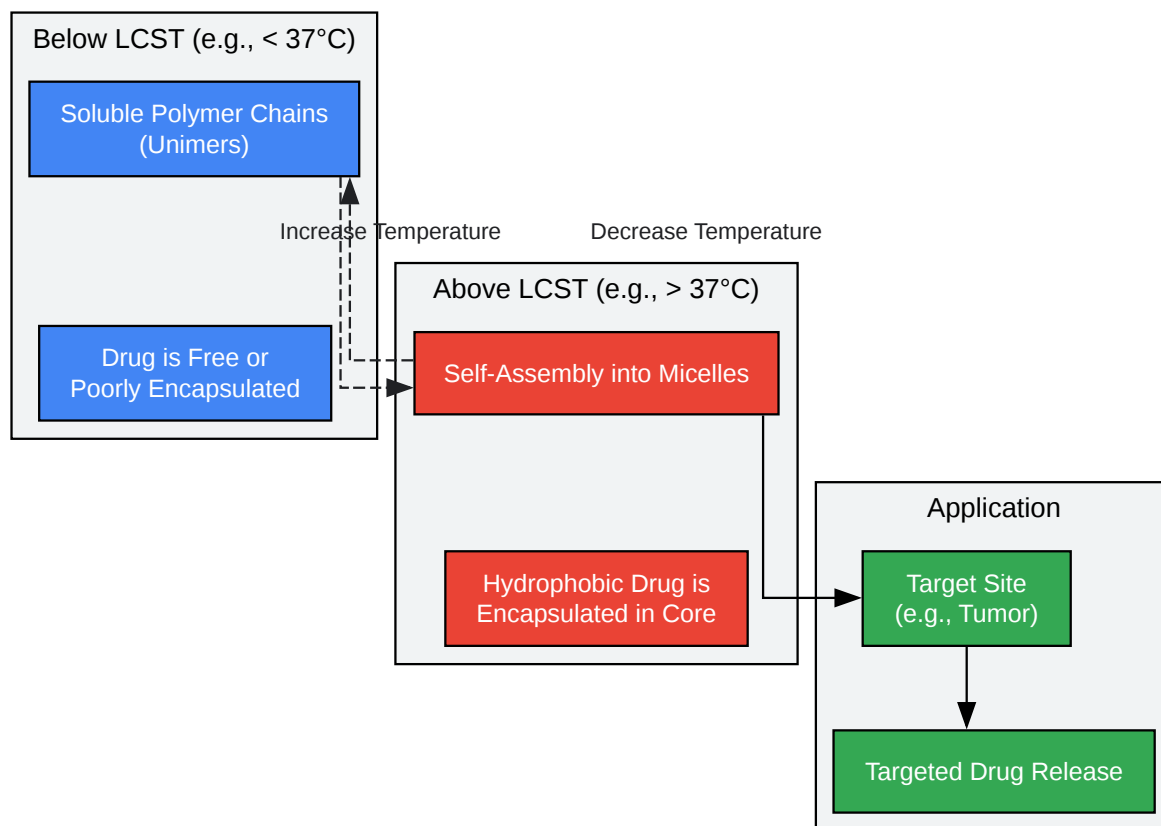 Below LCST (e.g., < 37°C)
Soluble Polymer Chains
(Unimers)
Increase Temperature
Decrease Temperature
Drug is Free or
Poorly Encapsulated
Above LCST (e.g., > 37°C)
Self-Assembly into Micelles
Hydrophobic Drug is
Encapsulated in Core
Application
Target Site
(e.g., Tumor)
Targeted Drug Release